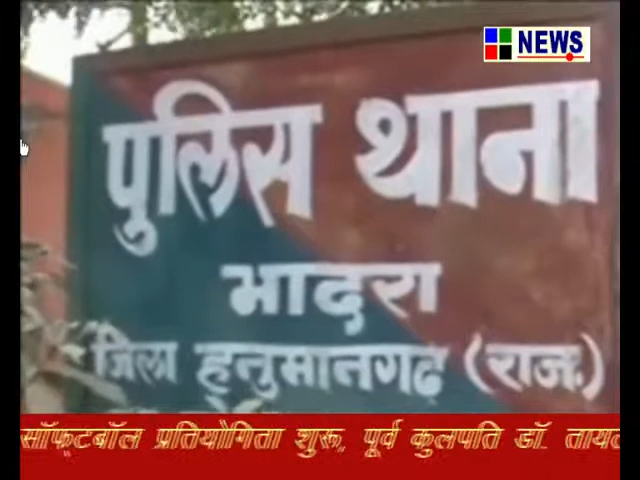 NEWS
पुलिस थाना
भादरा
जिला हनुमानगढ़ (राज.)
सॉफ्टबॉल प्रतियोगिता शुरू, पूर्व कुलपति डॉ.